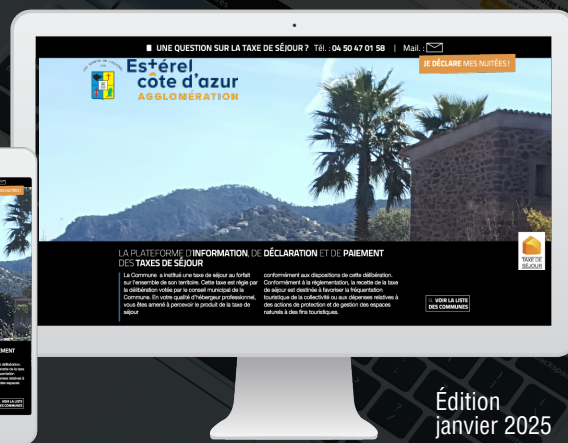 UNE QUESTION SUR LA TAXE DE SÉJOUR ? Tél. : 04 50 47 01 58 | Mail. :
JE DÉCLARE MES NUITÉES !
Estérel
côte d'azur
AGGLOMÉRATION
LA PLATEFORME D'INFORMATION, DE DÉCLARATION ET DE PAIEMENT
DES TAXES DE SÉJOUR
La Commune a institué une taxe de séjour au forfait
sur l'ensemble de son territoire. Cette taxe est régie par
la délibération votée par le conseil municipal de la
Commune. En votre qualité d'hébergeur professionnel,
vous êtes amené à percevoir le produit de la taxe de
séjour
conformément aux dispositions de cette délibération.
Conformément à la réglementation, la recette de la taxe
de séjour est destinée à favoriser la fréquentation
touristique de la collectivité ou aux dépenses relatives à
des actions de protection et de gestion des espaces
naturels à des fins touristiques.
TAXE DE
SÉJOUR
VOIR LA LISTE
DES COMMUNES
Édition
janvier 2025